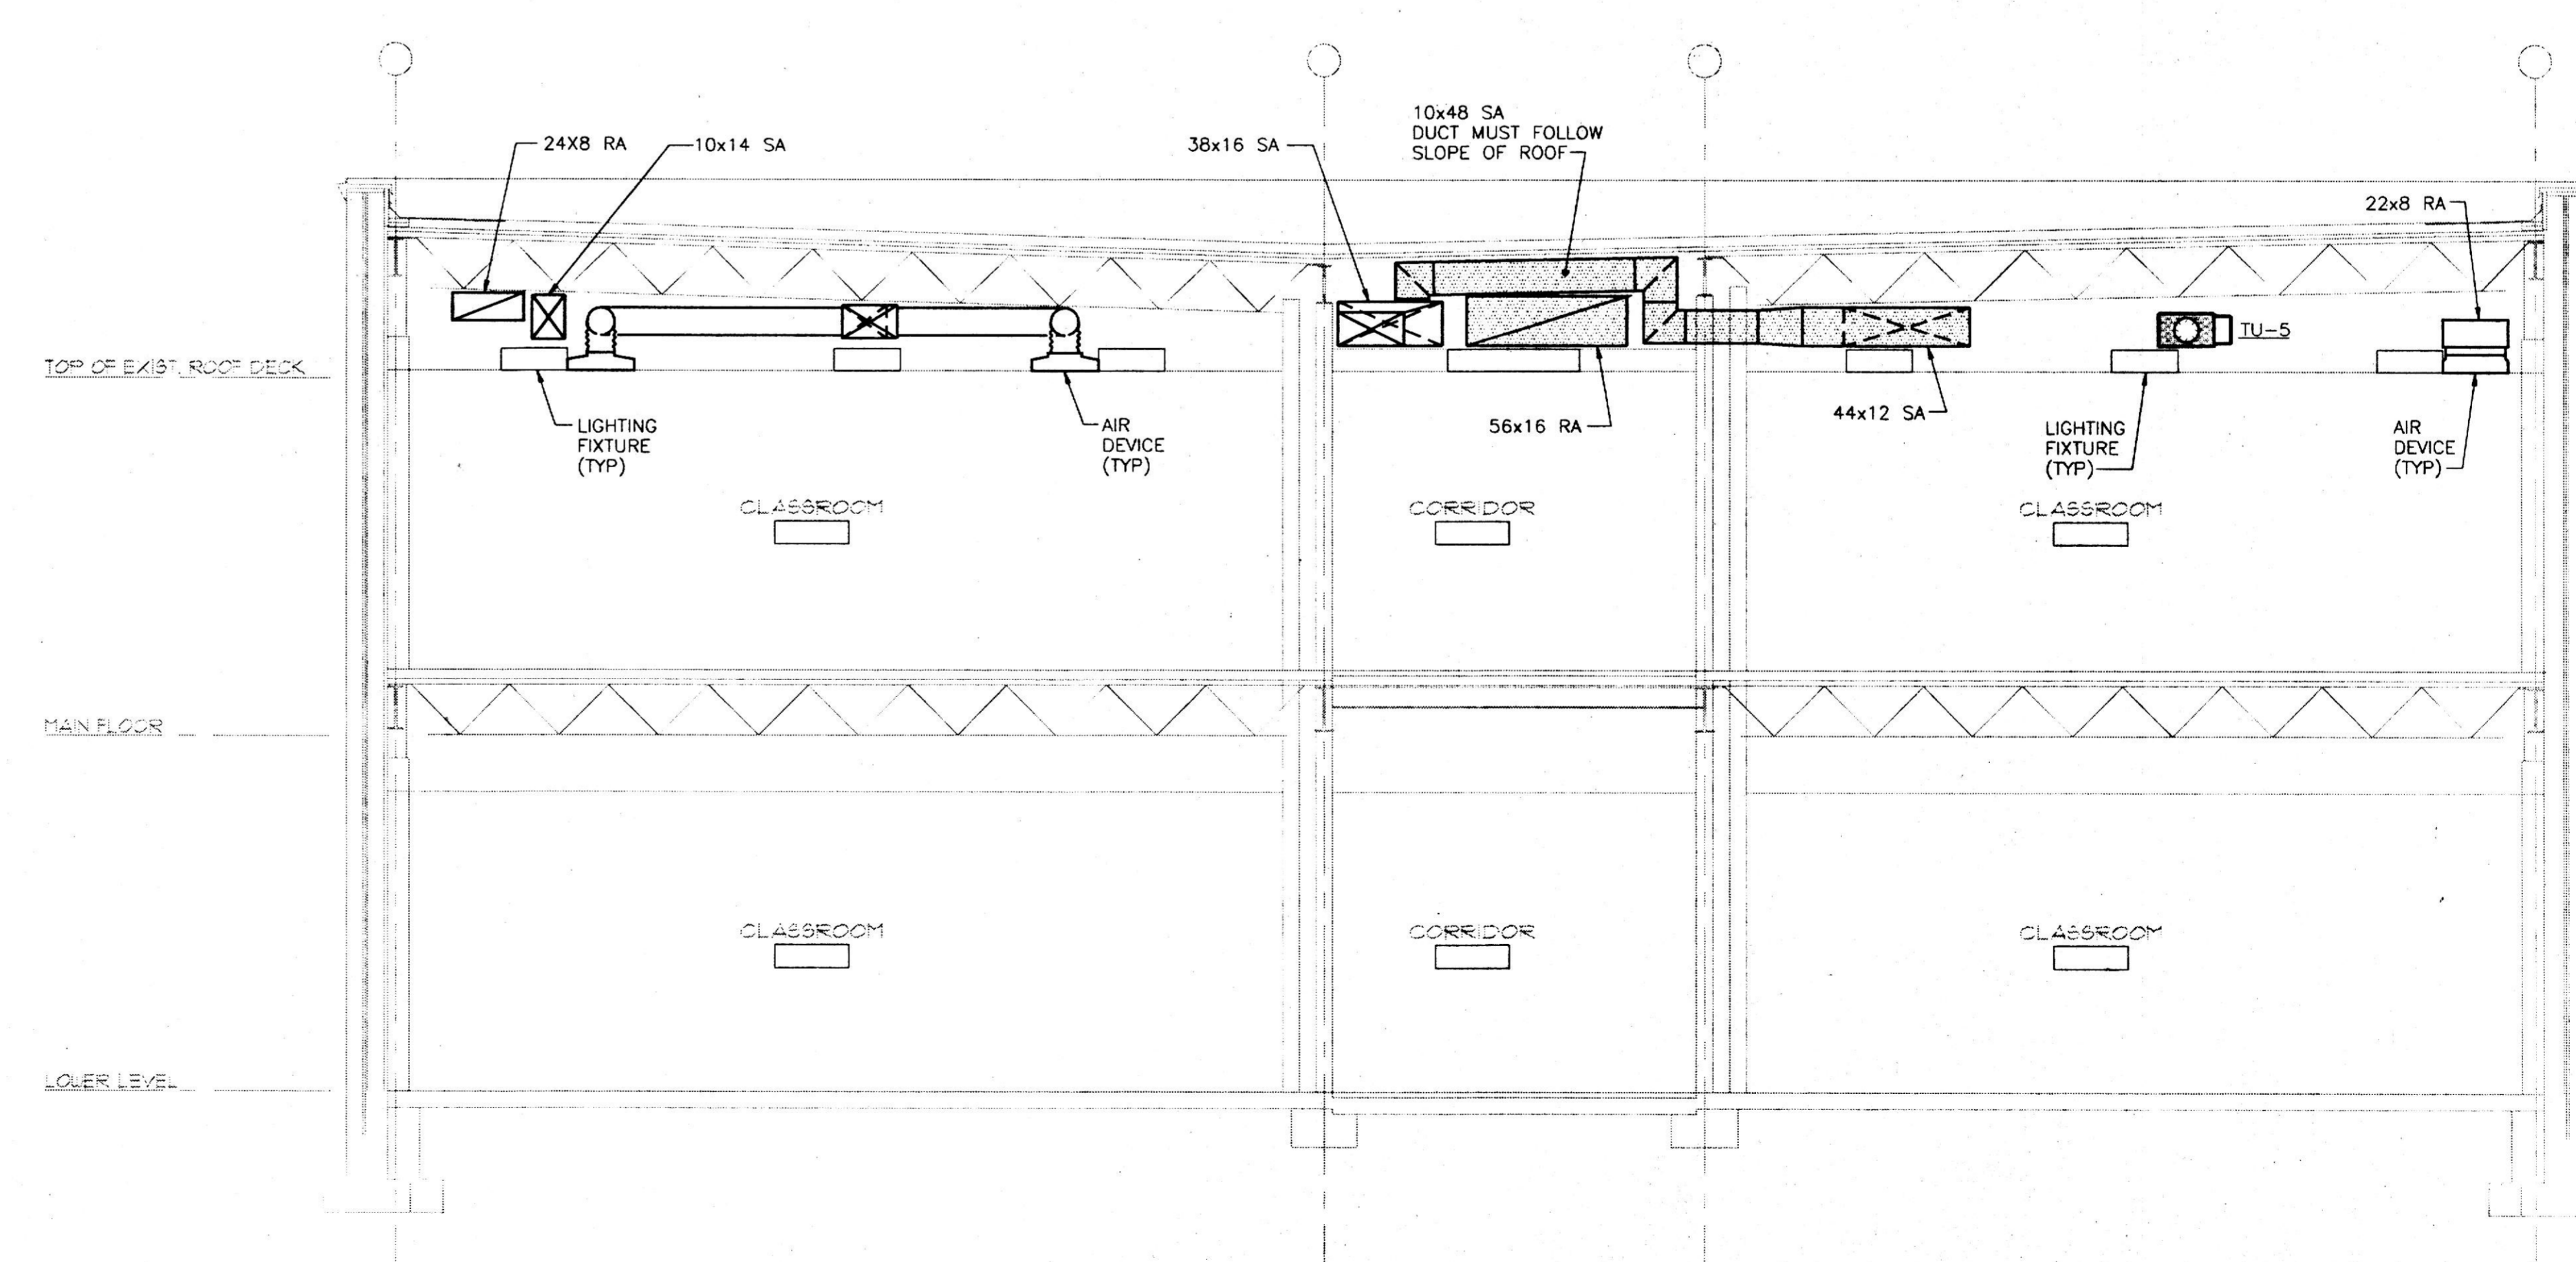 10x48 SA
DUCT MUST FOLLOW
SLOPE OF ROOF
24X8 RA
10x14 SA
38x16 SA
22x8 RA
TU-5
TOP OF EXIST. ROOF DECK
56x16 RA
44x12 SA
LIGHTING
FIXTURE
(TYP)
AIR
DEVICE
(TYP)
LIGHTING
FIXTURE
(TYP)
AIR
DEVICE
(TYP)
CLASSROOM
CORRIDOR
CLASSROOM
MAIN FLOOR
CLASSROOM
CORRIDOR
CLASSROOM
LOWER LEVEL